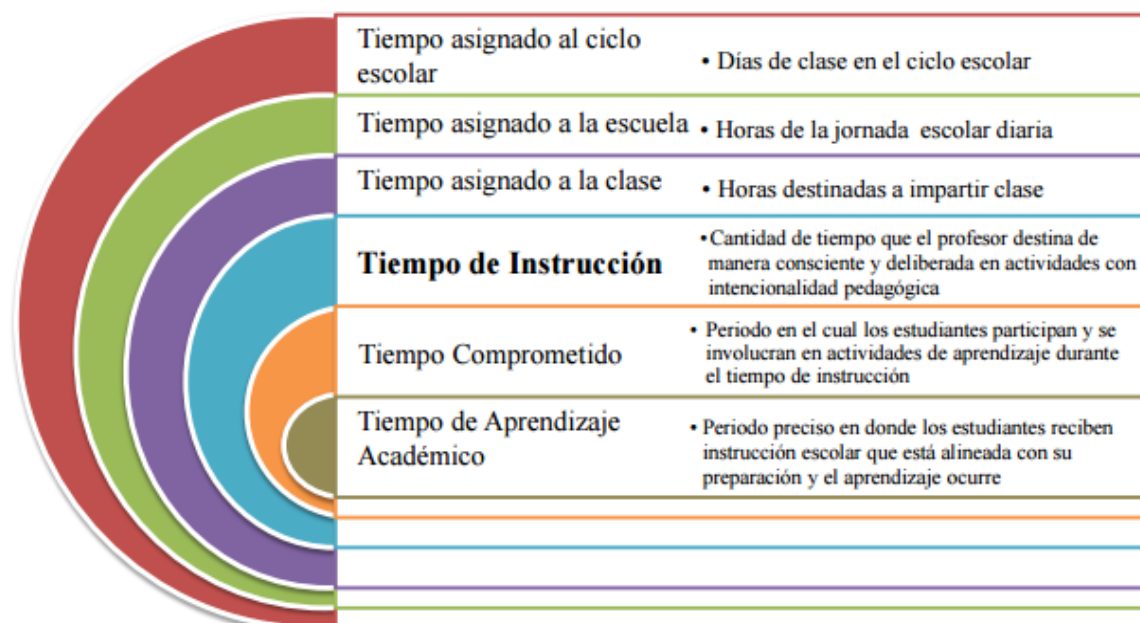 Tiempo asignado al ciclo
escolar
• Días de clase en el ciclo escolar
Tiempo asignado a la escuela
• Horas de la jornada escolar diaria
Tiempo asignado a la clase
• Horas destinadas a impartir clase
Tiempo de Instrucción
•Cantidad de tiempo que el profesor destina de
manera consciente y deliberada en actividades con
intencionalidad pedagógica
Tiempo Comprometido
• Periodo en el cual los estudiantes participan y se
involucran en actividades de aprendizaje durante
el tiempo de instrucción
Tiempo de Aprendizaje
Académico
• Periodo preciso en donde los estudiantes reciben
instrucción escolar que está alineada con su
preparación y el aprendizaje ocurre